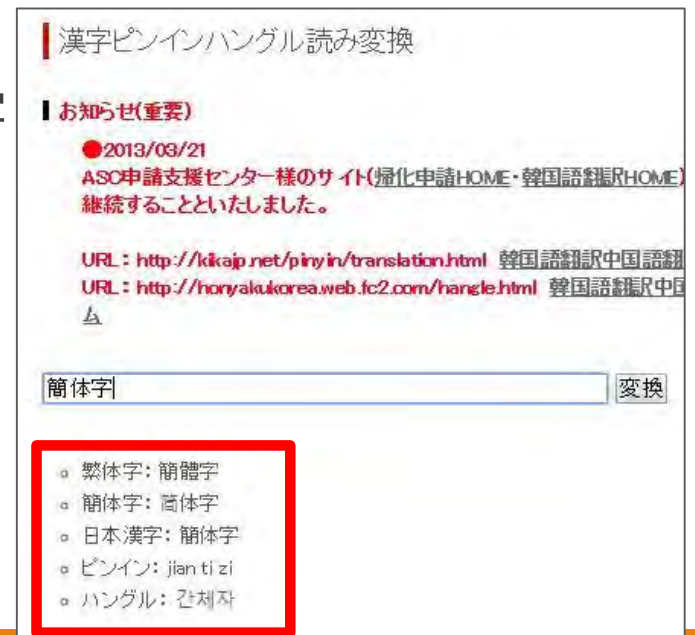 漢字ピンインハングル読み変換
お知らせ(重要)
●2013/03/21
ASC申請支援センター様のサイト(帰化申請HOME・韓国語翻訳HOME)
継続することといたしました。
URL：http://kikajp.net/pinyin/translation.html 韓国語翻訳中国語翻
URL：http://honyakukorea.web.fc2.com/hangle.html 韓国語翻訳中国
ム
簡体字 変換
繁体字：簡體字
簡体字：简体字
日本漢字：簡体字
ピンイン：jian ti zi
ハングル：간체자